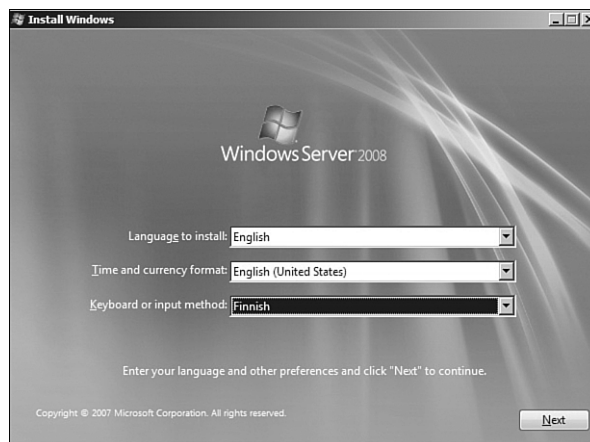 Install Windows
Windows Server 2008
Language to install: English
Time and currency format: English (United States)
Keyboard or input method: Finnish
Enter your language and other preferences and click "Next" to continue.
Copyright © 2007 Microsoft Corporation. All rights reserved.
Next